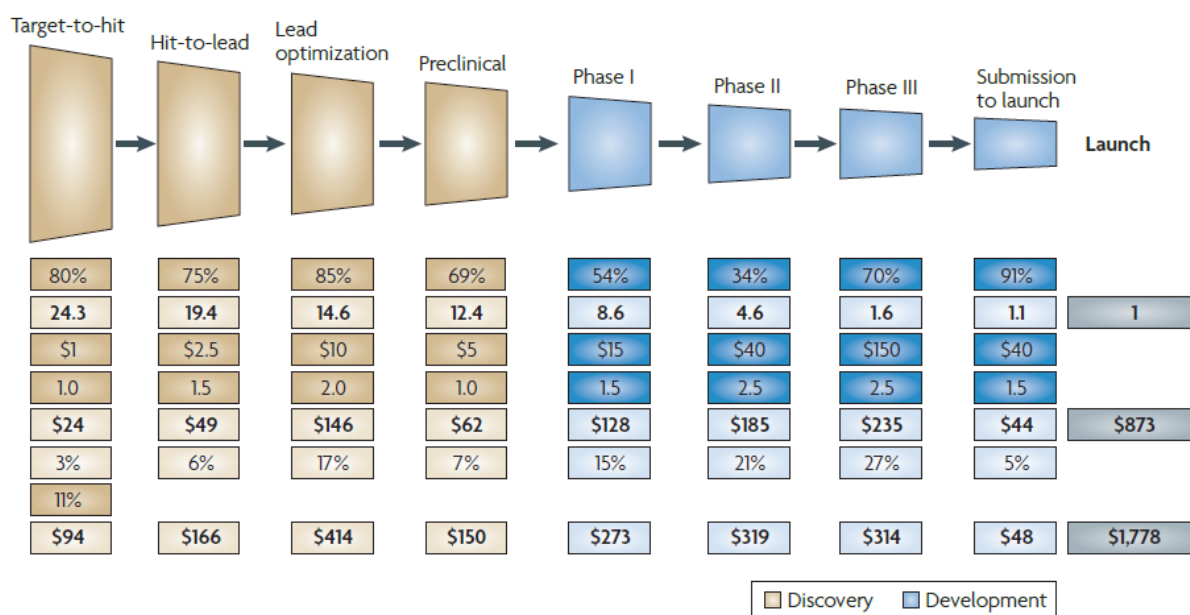 Target-to-hit
Hit-to-lead
Lead
optimization
Preclinical
Phase I
Phase II
Phase III
Submission
to launch
Launch
80% 75% 85% 69% 54% 34% 70% 91%
24.3 19.4 14.6 12.4 8.6 4.6 1.6 1.1 1
$1 $2.5 $10 $5 $15 $40 $150 $40
1.0 1.5 2.0 1.0 1.5 2.5 2.5 1.5
$24 $49 $146 $62 $128 $185 $235 $44 $873
3% 6% 17% 7% 15% 21% 27% 5%
11%
$94 $166 $414 $150 $273 $319 $314 $48 $1,778
Discovery Development